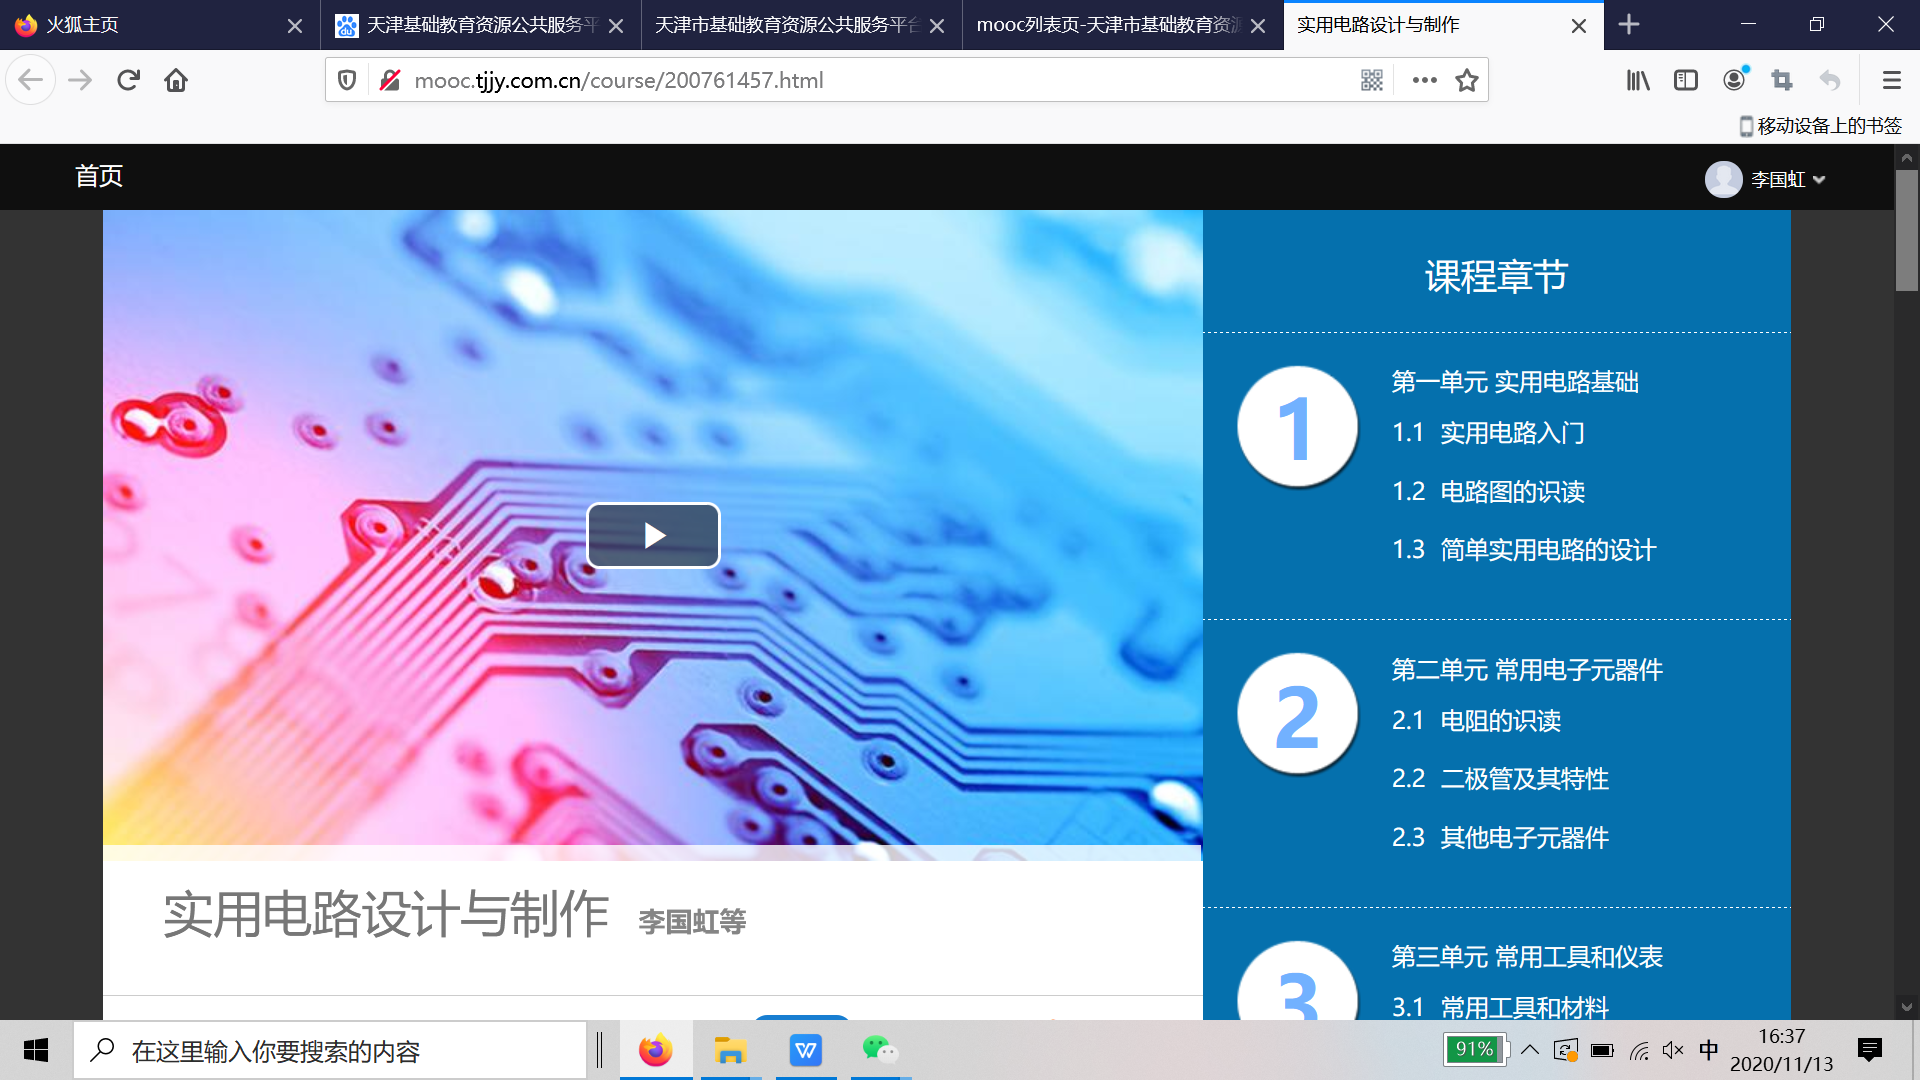 火狐主页
天津基础教育资源公共服务平
天津市基础教育资源公共服务平台
mooc列表页-天津市基础教育资源
实用电路设计与制作
mooc.tjjy.com.cn/course/200761457.html
移动设备上的书签
首页
李国虹
课程章节
1
第一单元 实用电路基础
1.1 实用电路入门
1.2 电路图的识读
1.3 简单实用电路的设计
2
第二单元 常用电子元器件
2.1 电阻的识读
2.2 二极管及其特性
2.3 其他电子元器件
3
第三单元 常用工具和仪表
3.1 常用工具和材料
实用电路设计与制作 李国虹等
在这里输入你要搜索的内容
91%
中
16:37
2020/11/13